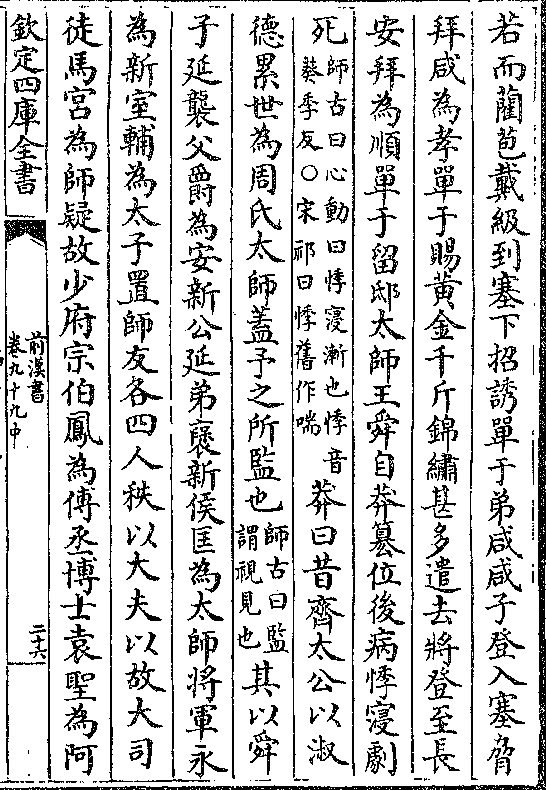 若而藺苞戴級到塞下招誘單于弟咸咸子登入塞脅
拜咸為孝單于賜黃金千斤錦繡甚多遣去將登至長
安拜為順單于留邸太師王舜自莽篡位後病悸寖劇
死師古曰心動曰悸寖漸也悸音葵季反○宋祁曰悸舊作喘莽曰昔齊太公以淑
德累世為周氏太師蓋予之所監也師古曰監謂視見也其以舜
子延襲父爵為安新公延弟襃新侯匡為太師將軍永
為新室輔為太子置師友各四人秩以大夫以故大司
徒馬宮為師疑故少府宗伯鳳為傅丞博士袁聖為阿
欽定四庫全書
前漢書
卷九十九中
二十六